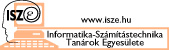 ISZE
www.isze.hu
Informatika-Számítástechnika
Tanárok Egyesülete